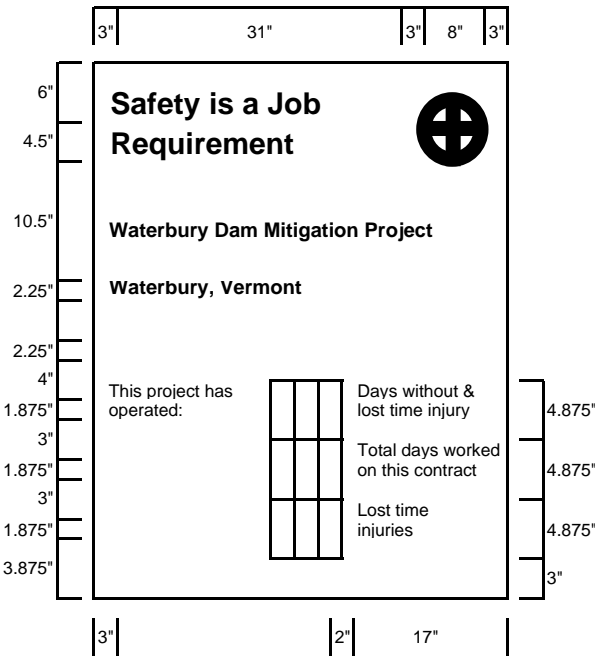 3" 31" 3" 8" 3"
6"
Safety is a Job
Requirement
4.5"
10.5"
Waterbury Dam Mitigation Project
2.25"
Waterbury, Vermont
2.25"
4"
This project has
operated:
Days without &
lost time injury
1.875"
4.875"
3"
Total days worked
on this contract
1.875"
4.875"
3"
Lost time
injuries
1.875"
4.875"
3.875"
3"
3" 2" 17"